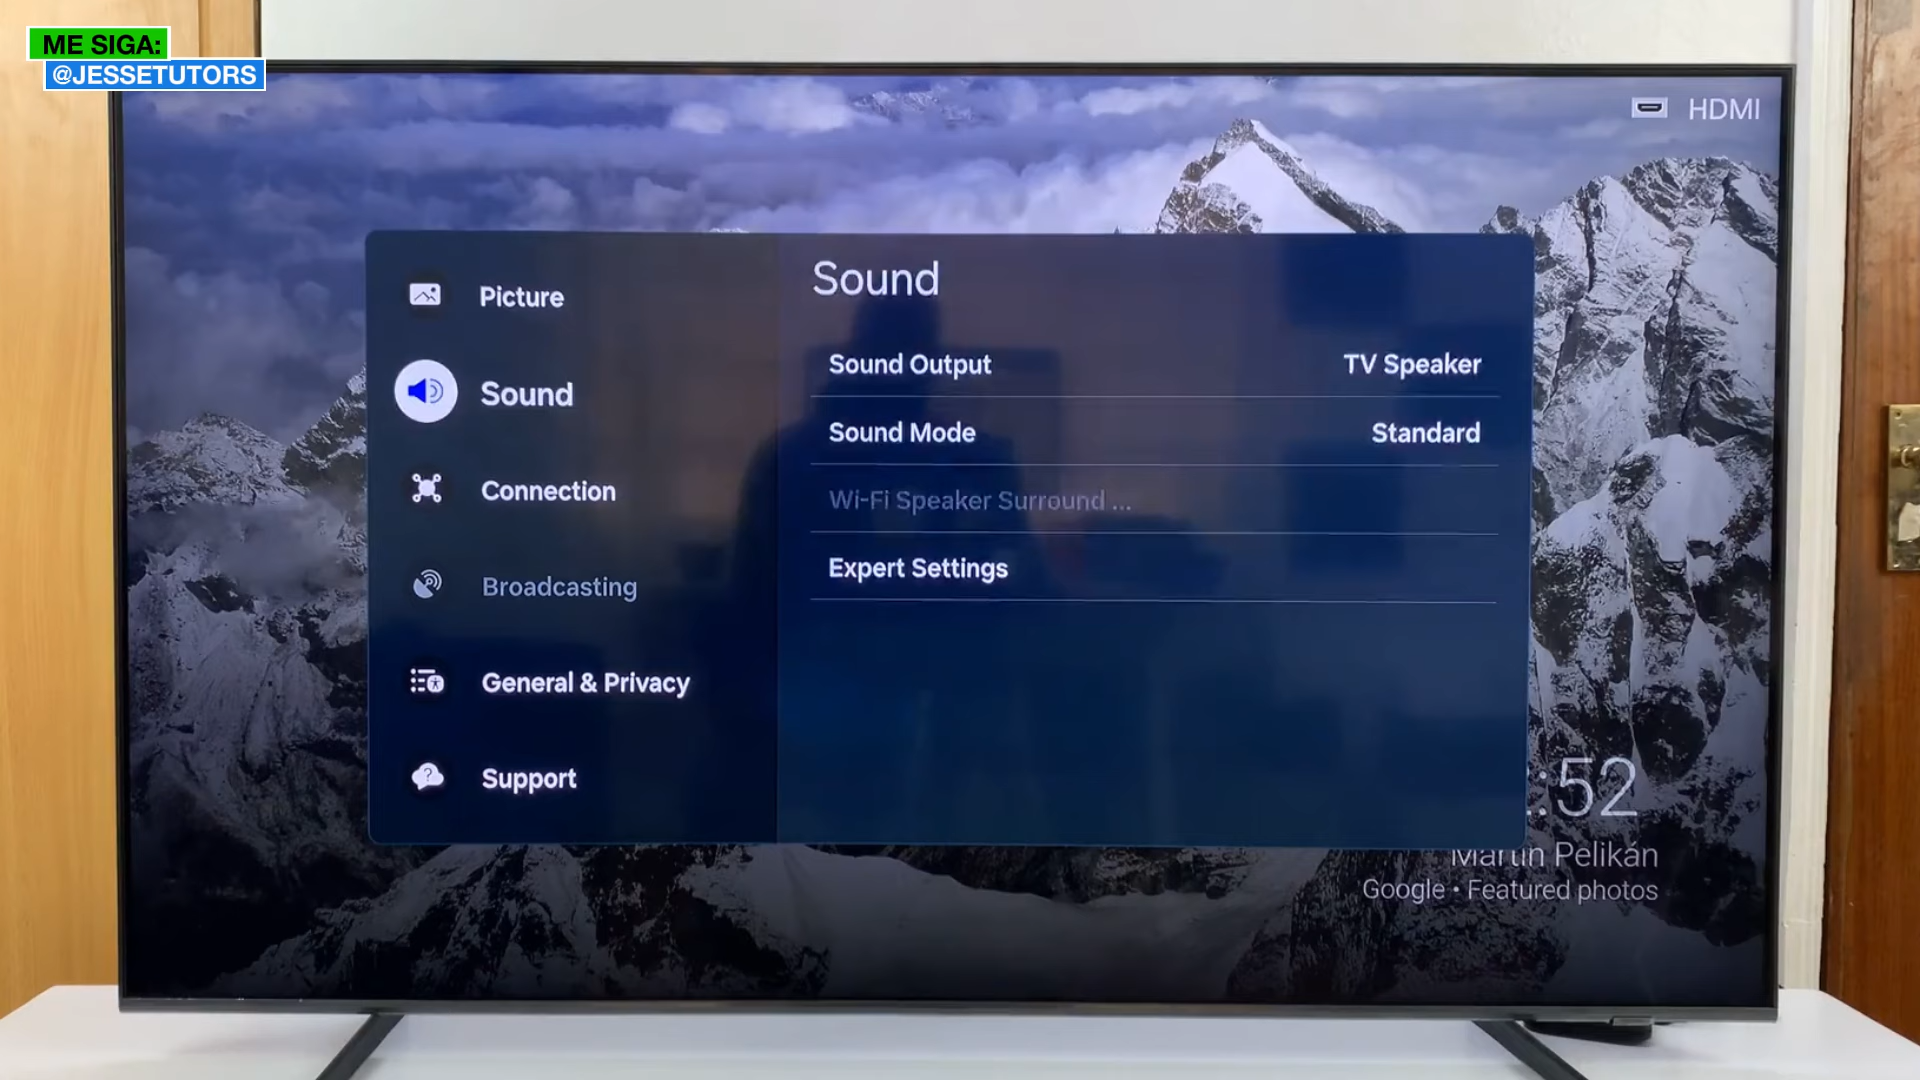 ME SIGA:
@JESSETUTORS
HDMI
Picture
Sound
Connection
Broadcasting
General & Privacy
Support
Sound
Sound Output TV Speaker
Sound Mode Standard
Wi-Fi Speaker Surround ...
Expert Settings
:52
Martin Pelikán
Google • Featured photos